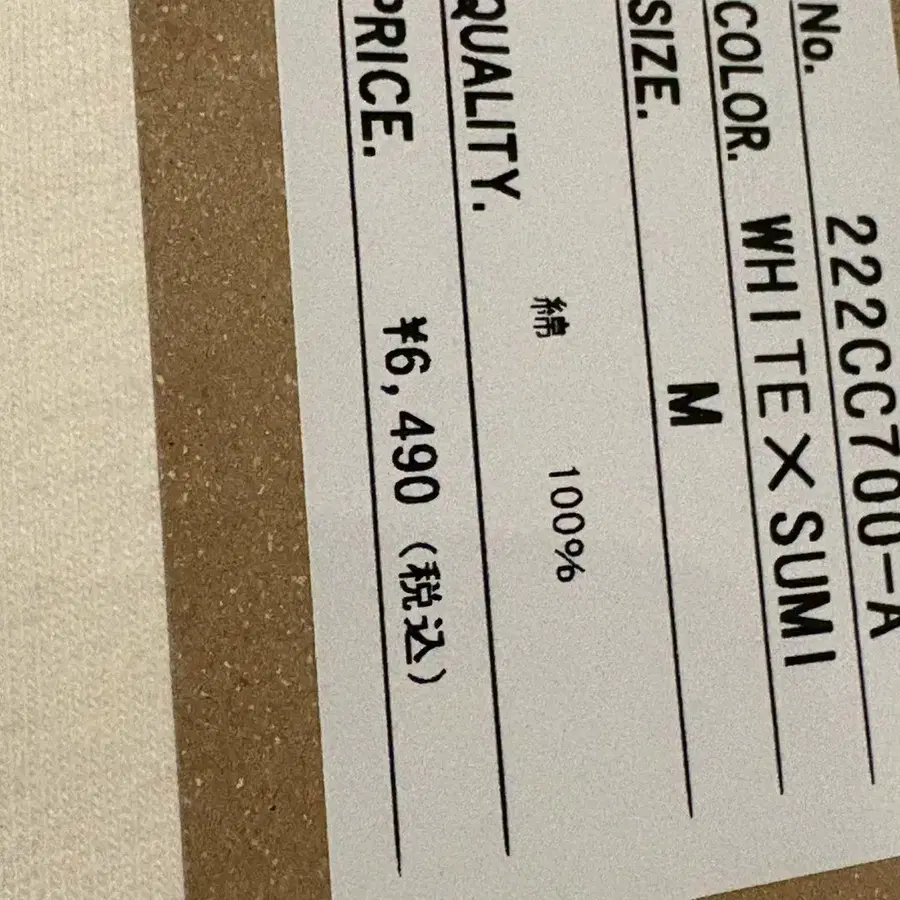 No. 222CC700-A
COLOR. WHITE×SUMI
SIZE. M
QUALITY.
綿 100%
PRICE. ¥6,490 (税込)